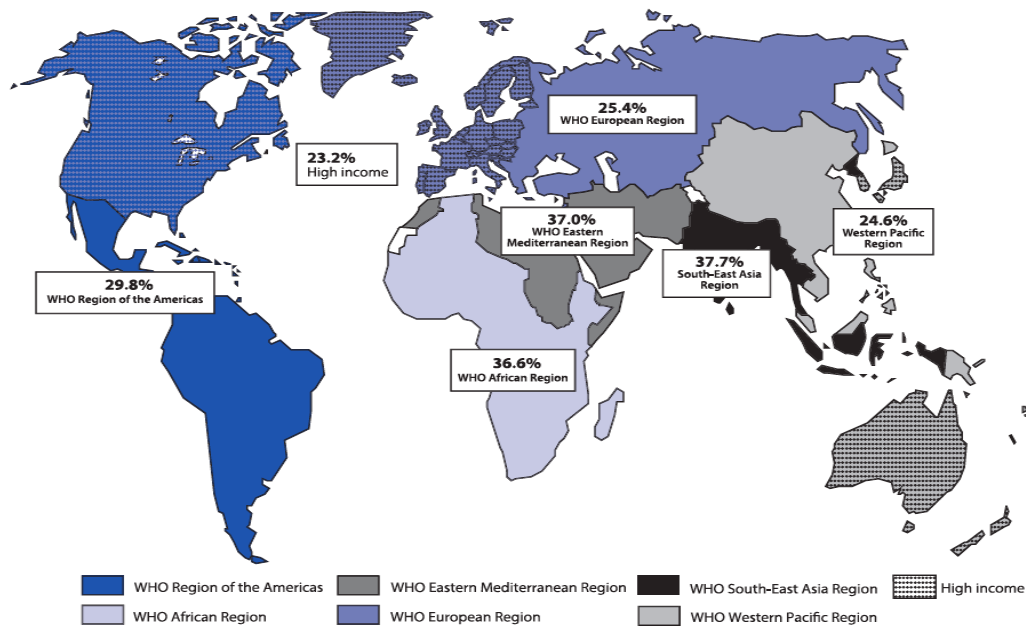 25.4%
WHO European Region
23.2%
High income
37.0%
WHO Eastern
Mediterranean Region
24.6%
Western Pacific
Region
37.7%
South-East Asia
Region
29.8%
WHO Region of the Americas
36.6%
WHO African Region
WHO Region of the Americas
WHO Eastern Mediterranean Region
WHO South-East Asia Region
High income
WHO African Region
WHO European Region
WHO Western Pacific Region